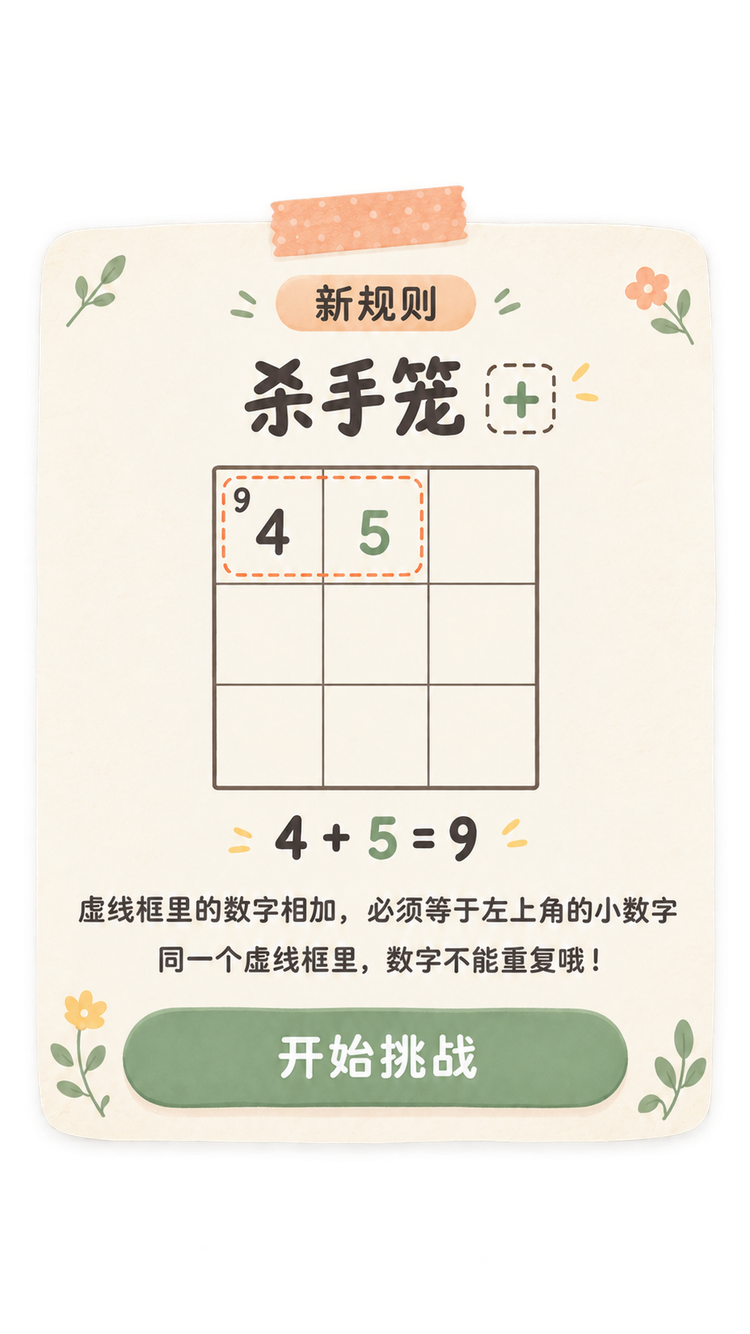 新规则
杀手笼 +
9
4 5
4 + 5 = 9
虚线框里的数字相加，必须等于左上角的小数字
同一个虚线框里，数字不能重复哦！
开始挑战